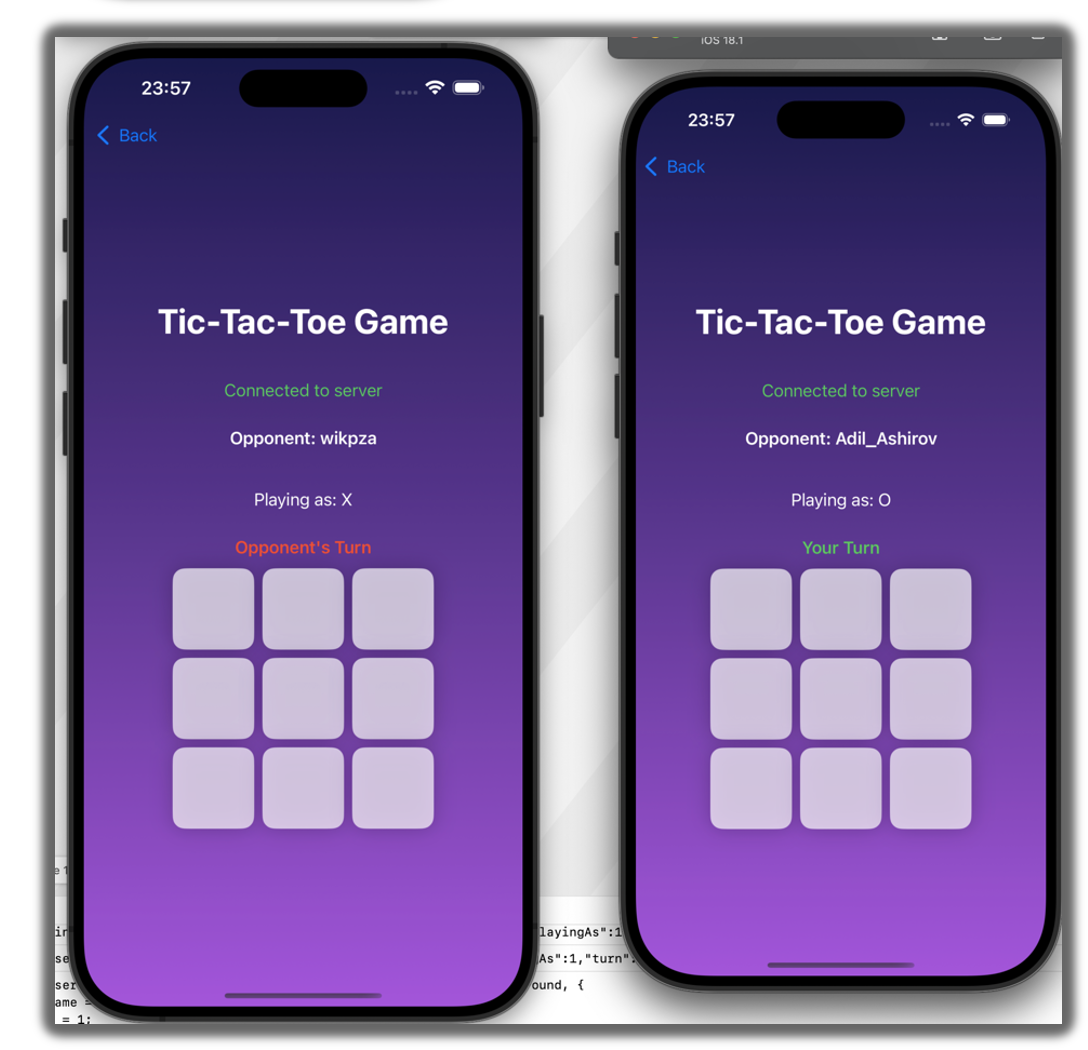 iOS 18.1
23:57
Back
Tic-Tac-Toe Game
Connected to server
Opponent: wikpza
Playing as: X
Opponent's Turn
23:57
Back
Tic-Tac-Toe Game
Connected to server
Opponent: Adil_Ashirov
Playing as: O
Your Turn
e 1
in layingAs":1
se As":1,"turn".
ser ound, {
ame =
= 1;